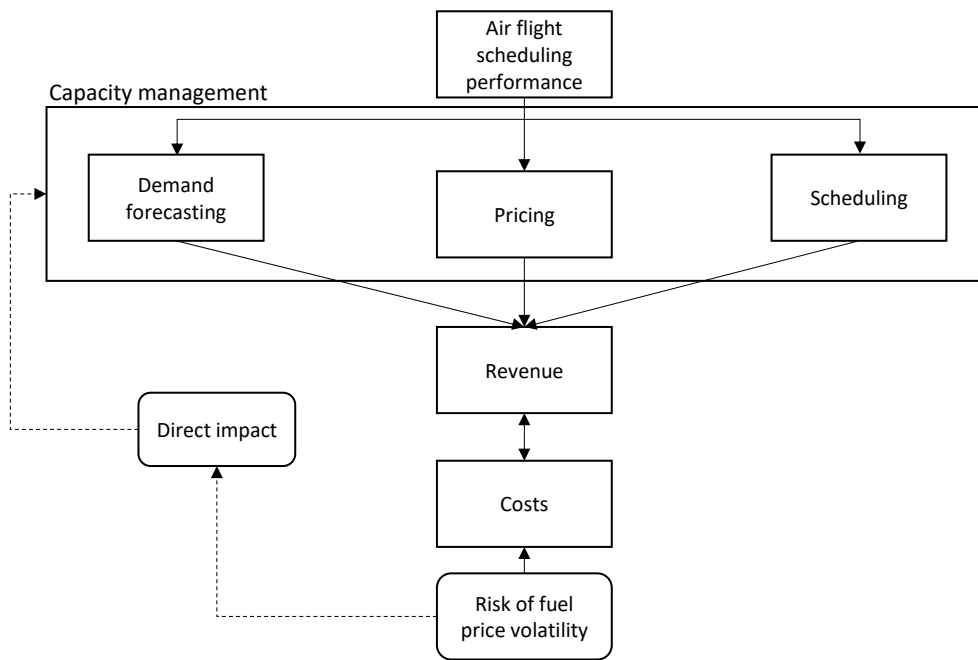 Air flight
scheduling
performance
Capacity management
Demand
forecasting
Pricing
Scheduling
Revenue
Direct impact
Costs
Risk of fuel
price volatility